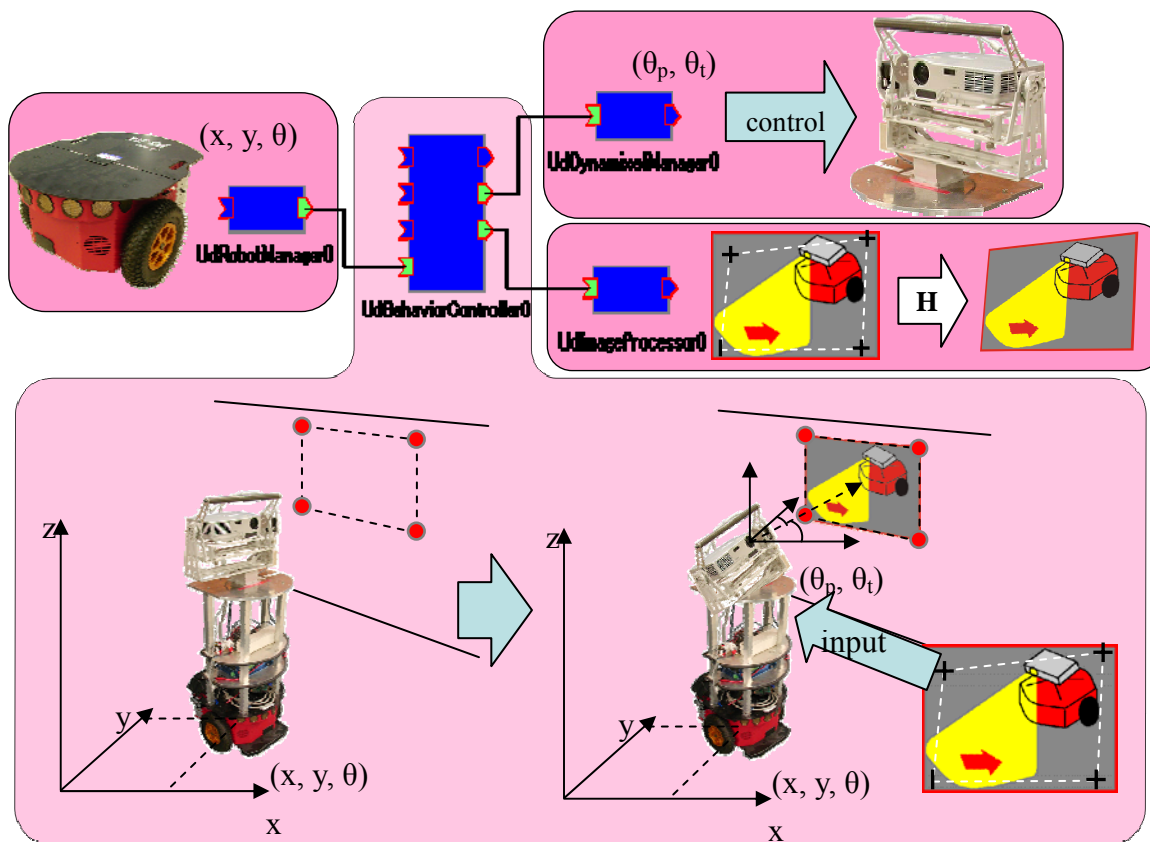 (θp, θt)
control
UdDynamixelManager0
(x, y, θ)
UdRobotManager0
UdBehaviorController0
UdImageProcessor0
H
z
y
(x, y, θ)
x
z
(θp, θt)
input
y
(x, y, θ)
x